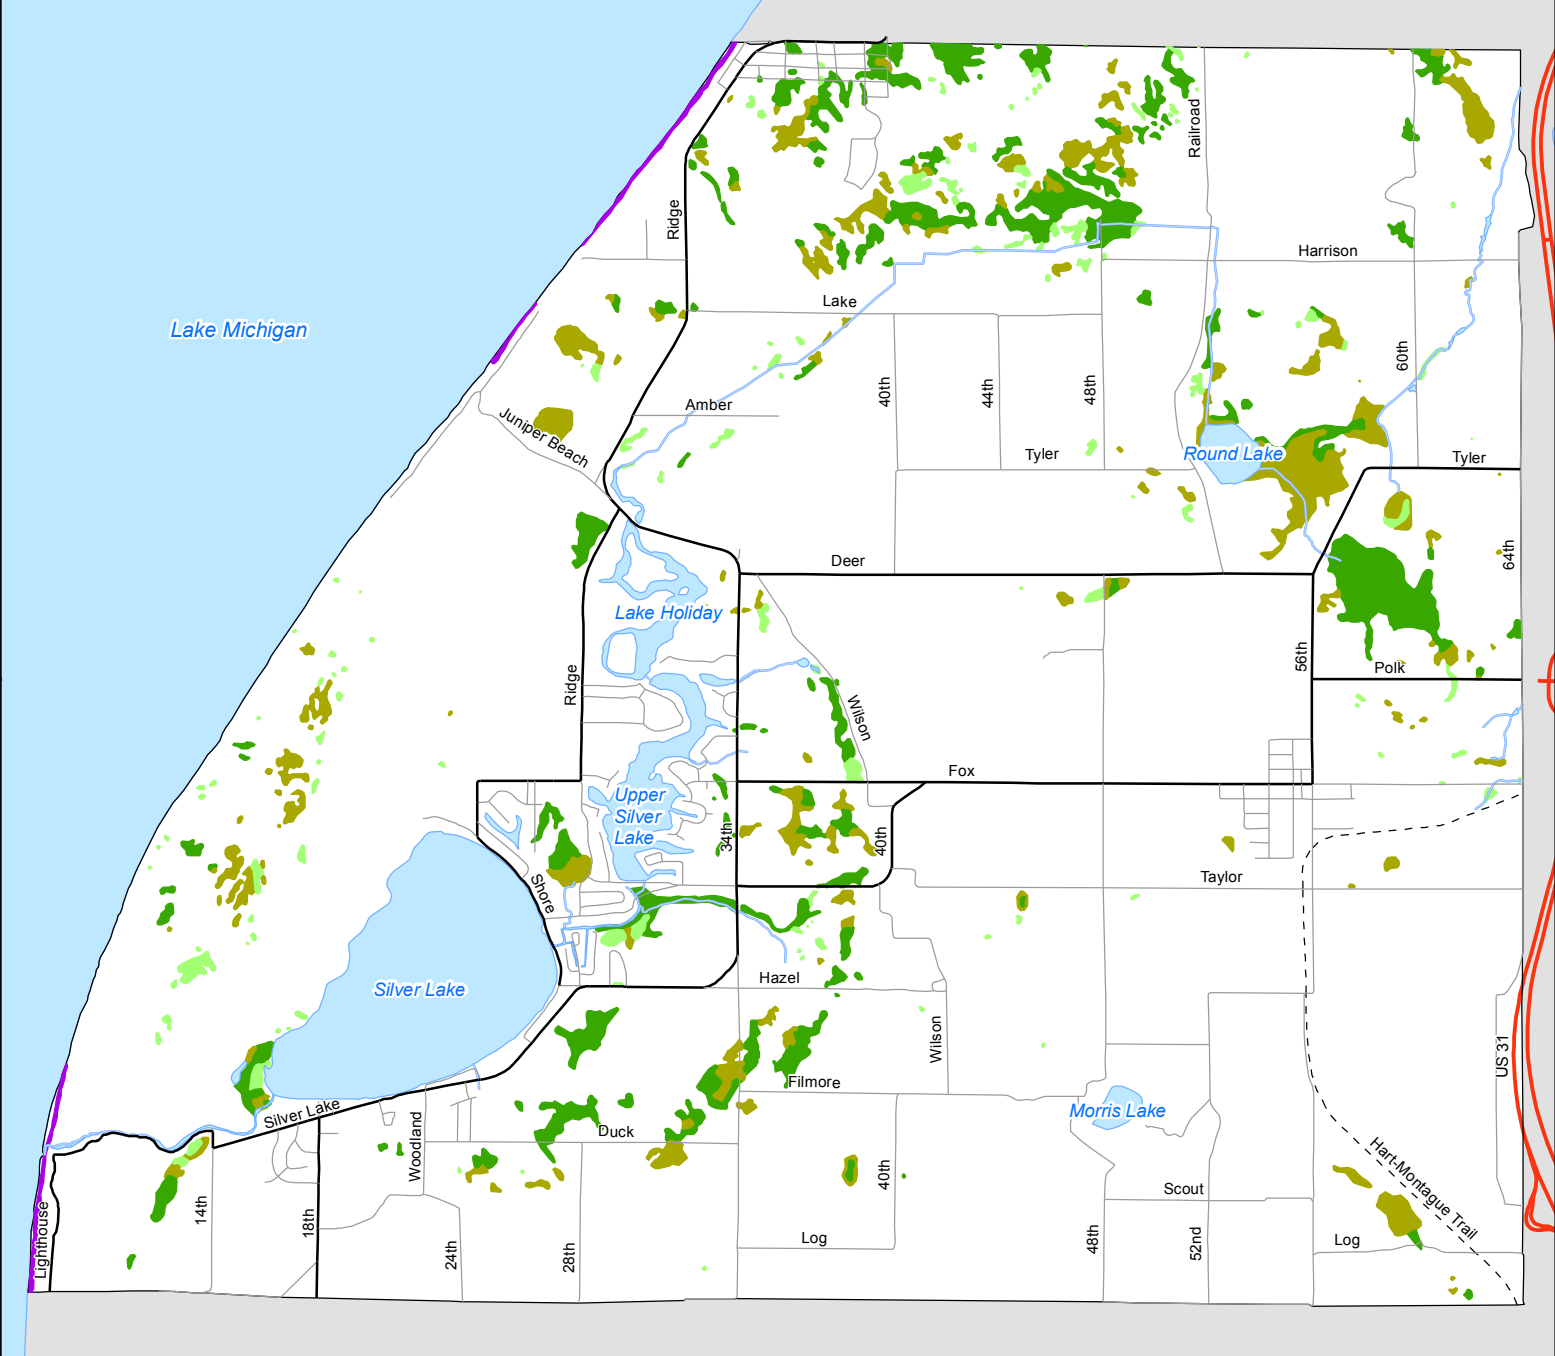 Railroad
Ridge
Harrison
Lake
Lake Michigan
60th
40th
44th
48th
Amber
Juniper Beach
Tyler
Round Lake
Tyler
Deer
64th
Lake Holiday
56th
Polk
Ridge
Wilson
Fox
Upper
Silver
Lake
34th
40th
Shore
Taylor
Hazel
Silver Lake
Wilson
US 31
Filmore
Silver Lake
Morris Lake
Duck
Woodland
Hart-Montague Trail
40th
Scout
14th
18th
Lighthouse
24th
28th
Log
48th
52nd
Log